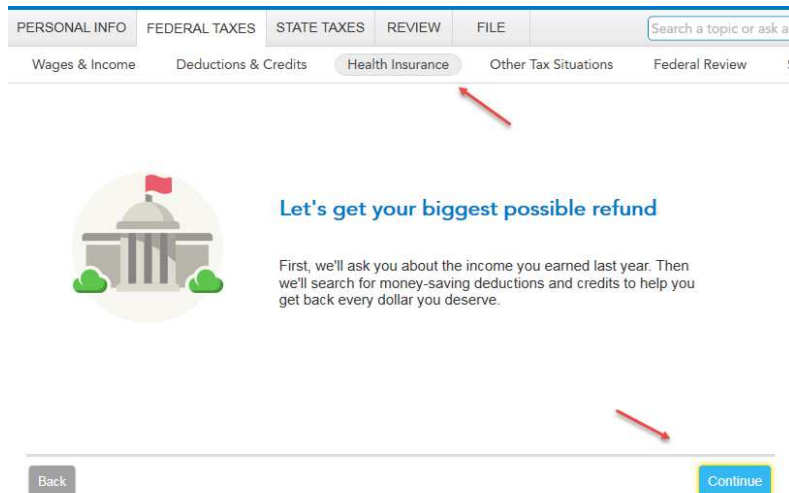 PERSONAL INFO FEDERAL TAXES STATE TAXES REVIEW FILE Search a topic or ask a
Wages & Income Deductions & Credits Health Insurance Other Tax Situations Federal Review
Let's get your biggest possible refund
First, we'll ask you about the income you earned last year. Then
we'll search for money-saving deductions and credits to help you
get back every dollar you deserve.
Back Continue